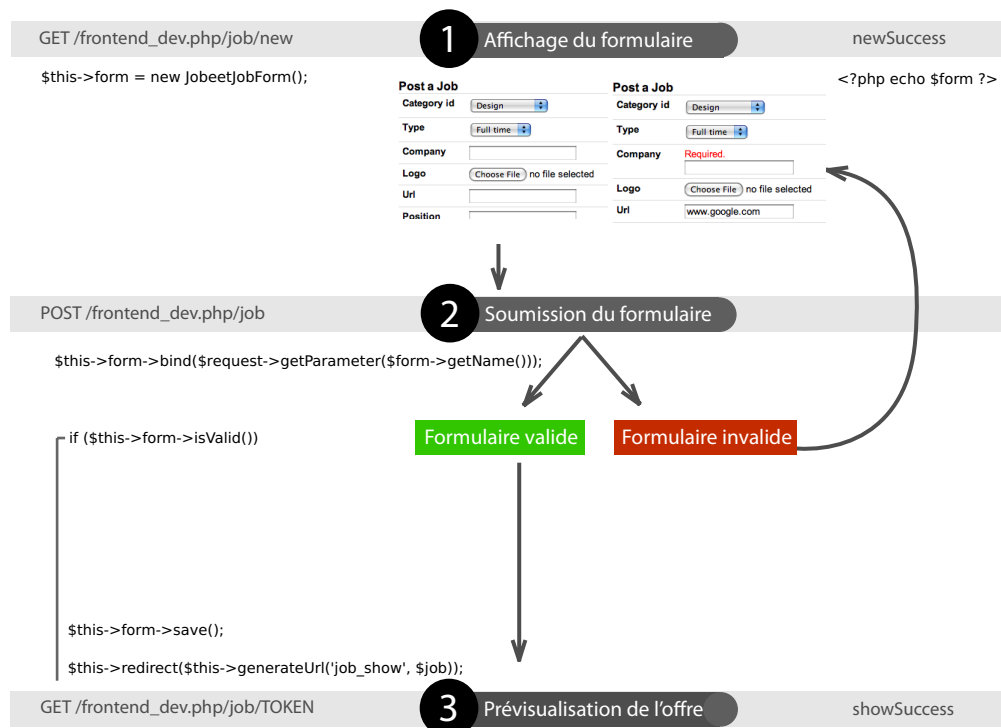 GET /frontend_dev.php/job/new
1 Affichage du formulaire
newSuccess
$this->form = new JobeetJobForm();
<?php echo $form ?>
Post a Job
Category id Design
Type Full time
Company
Logo Choose File no file selected
Url
Position
Post a Job
Category id Design
Type Full time
Company Required.
Logo Choose File no file selected
Url www.google.com
POST /frontend_dev.php/job
2 Soumission du formulaire
$this->form->bind($request->getParameter($form->getName()));
if ($this->form->isValid())
Formulaire valide
Formulaire invalide
$this->form->save();
$this->redirect($this->generateUrl('job_show', $job));
GET /frontend_dev.php/job/TOKEN
3 Prévisualisation de l’offre
showSuccess